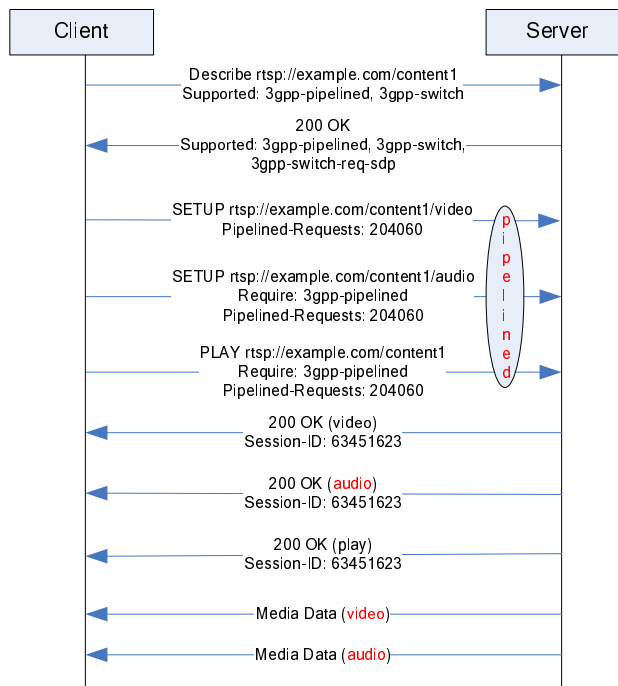 Client
Server
Describe rtsp://example.com/content1
Supported: 3gpp-pipelined, 3gpp-switch
200 OK
Supported: 3gpp-pipelined, 3gpp-switch,
3gpp-switch-req-sdp
SETUP rtsp://example.com/content1/video
Pipelined-Requests: 204060
SETUP rtsp://example.com/content1/audio
Require: 3gpp-pipelined
Pipelined-Requests: 204060
PLAY rtsp://example.com/content1
Require: 3gpp-pipelined
Pipelined-Requests: 204060
pipelined
200 OK (video)
Session-ID: 63451623
200 OK (audio)
Session-ID: 63451623
200 OK (play)
Session-ID: 63451623
Media Data (video)
Media Data (audio)